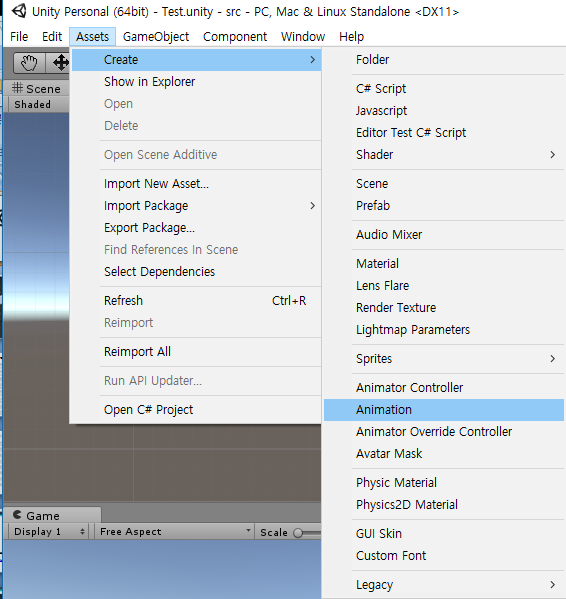 Unity Personal (64bit) - Test.unity - src - PC, Mac & Linux Standalone <DX11>
File Edit Assets GameObject Component Window Help
Scene
Shaded
Create
Show in Explorer
Open
Delete
Open Scene Additive
Import New Asset...
Import Package
Export Package...
Find References In Scene
Select Dependencies
Refresh Ctrl+R
Reimport
Reimport All
Run API Updater...
Open C# Project
Folder
C# Script
Javascript
Editor Test C# Script
Shader
Scene
Prefab
Audio Mixer
Material
Lens Flare
Render Texture
Lightmap Parameters
Sprites
Animator Controller
Animation
Animator Override Controller
Avatar Mask
Physic Material
Physics2D Material
GUI Skin
Custom Font
Legacy
Game
Display 1 Free Aspect Scale